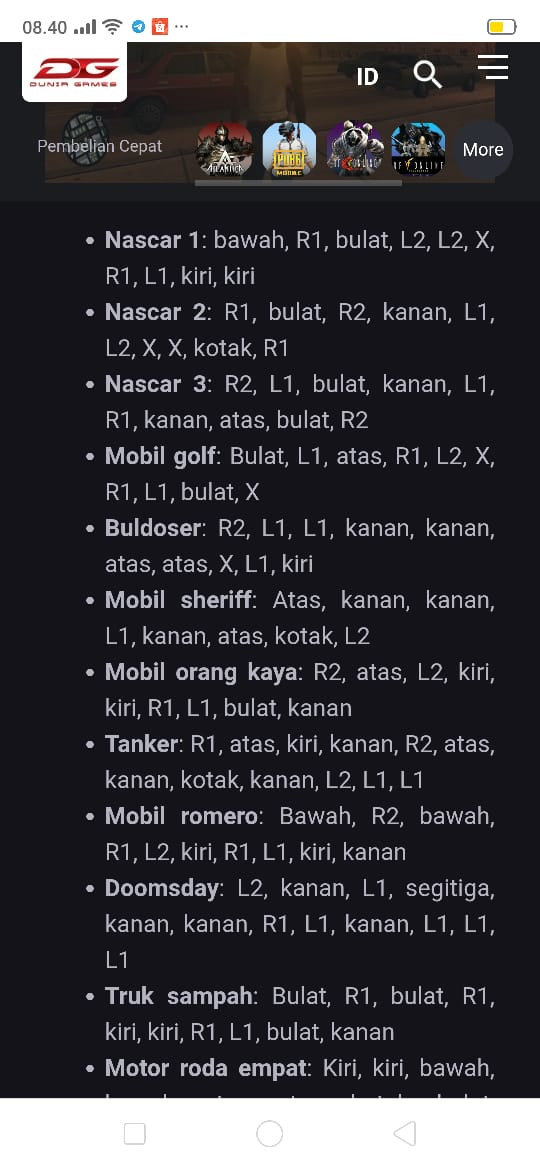 08.40
DG
DUNIA GAMES
ID
Pembelian Cepat
ATLANTICA
PUBG
MOBILE
More
• Nascar 1: bawah, R1, bulat, L2, L2, X,
R1, L1, kiri, kiri
• Nascar 2: R1, bulat, R2, kanan, L1,
L2, X, X, kotak, R1
• Nascar 3: R2, L1, bulat, kanan, L1,
R1, kanan, atas, bulat, R2
• Mobil golf: Bulat, L1, atas, R1, L2, X,
R1, L1, bulat, X
• Buldoser: R2, L1, L1, kanan, kanan,
atas, atas, X, L1, kiri
• Mobil sheriff: Atas, kanan, kanan,
L1, kanan, atas, kotak, L2
• Mobil orang kaya: R2, atas, L2, kiri,
kiri, R1, L1, bulat, kanan
• Tanker: R1, atas, kiri, kanan, R2, atas,
kanan, kotak, kanan, L2, L1, L1
• Mobil romero: Bawah, R2, bawah,
R1, L2, kiri, R1, L1, kiri, kanan
• Doomsday: L2, kanan, L1, segitiga,
kanan, kanan, R1, L1, kanan, L1, L1,
L1
• Truk sampah: Bulat, R1, bulat, R1,
kiri, kiri, R1, L1, bulat, kanan
• Motor roda empat: Kiri, kiri, bawah,